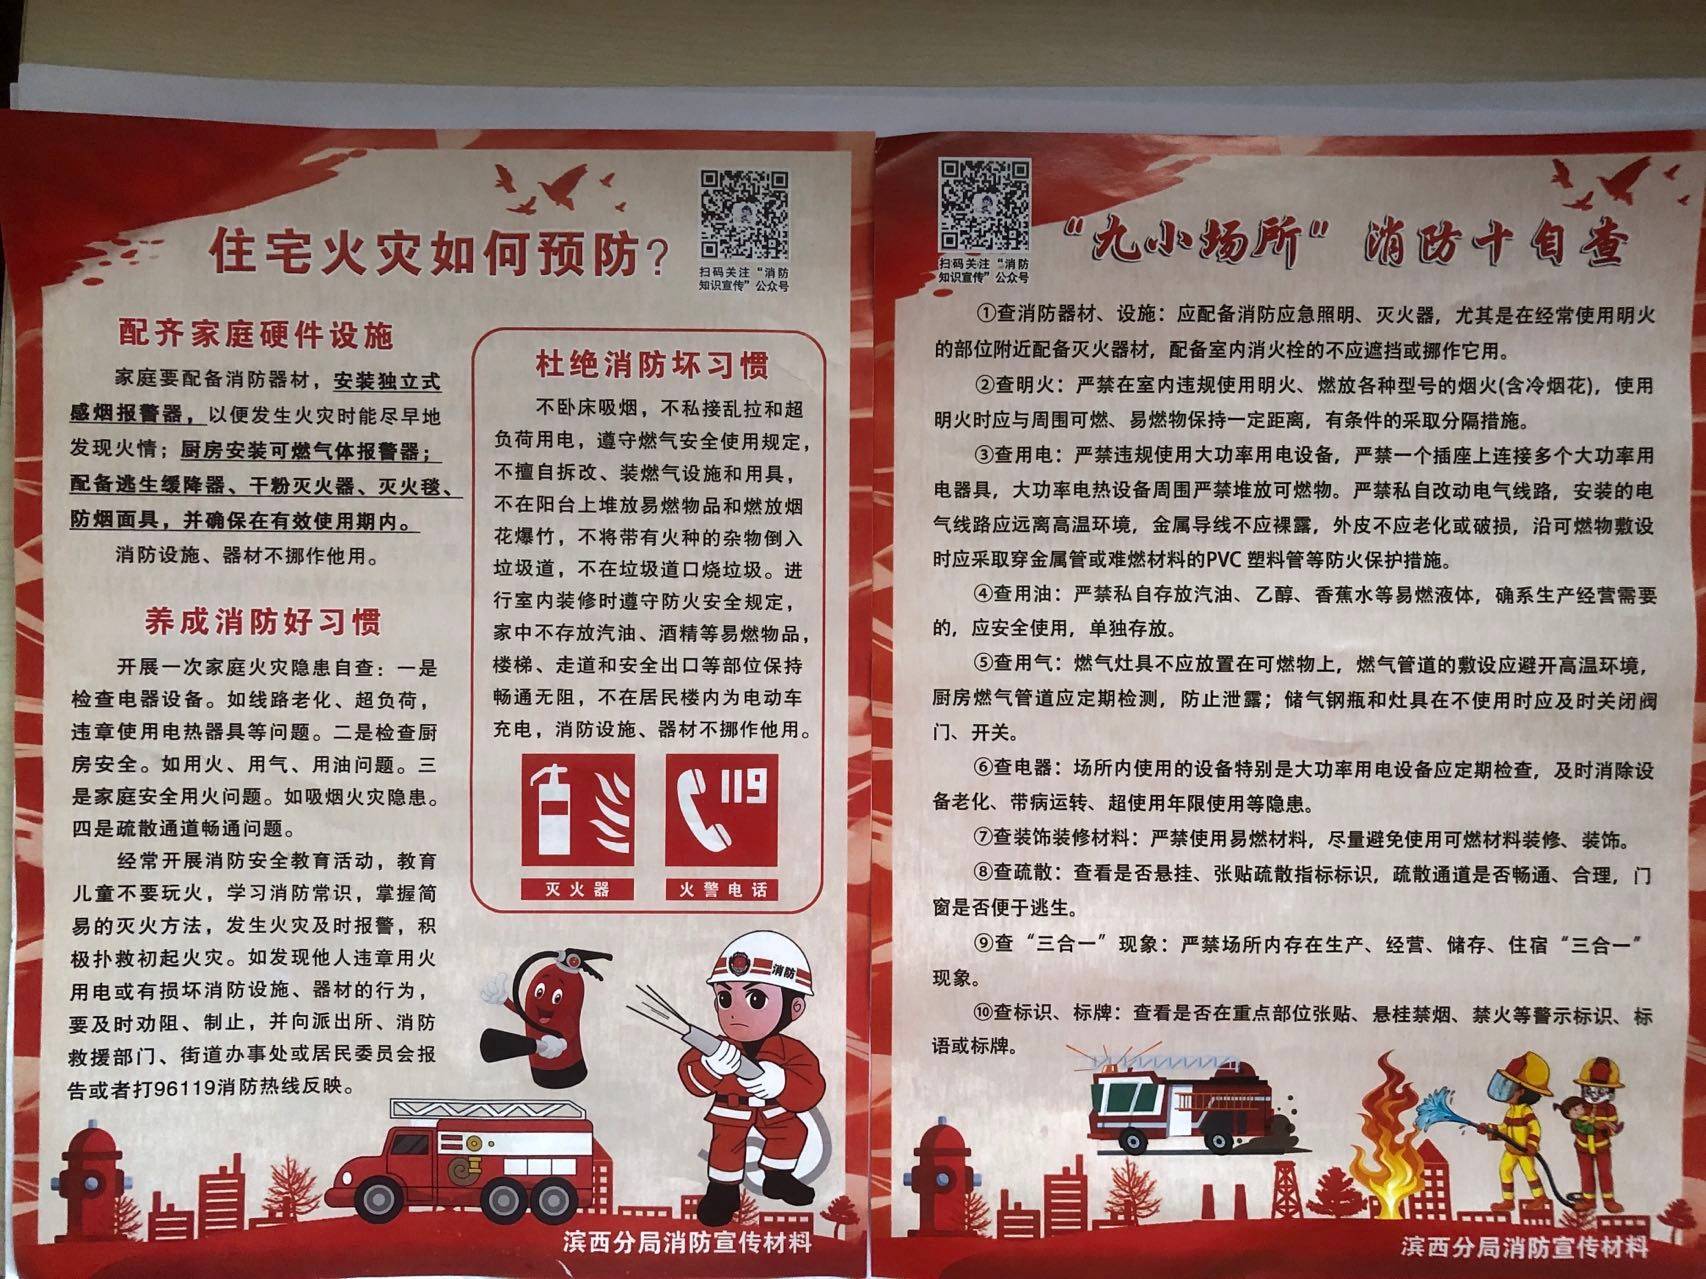 住宅火灾如何预防?
扫码关注“消防
知识宣传”公众号
配齐家庭硬件设施
家庭要配备消防器材，安装独立式
感烟报警器，以便发生火灾时能尽早地
发现火情；厨房安装可燃气体报警器；
配备逃生缓降器、干粉灭火器、灭火毯、
防烟面具，并确保在有效使用期内。
消防设施、器材不挪作他用。
养成消防好习惯
开展一次家庭火灾隐患自查：一是
检查电器设备。如线路老化、超负荷，
违章使用电热器具等问题。二是检查厨
房安全。如用火、用气、用油问题。三
是家庭安全用火问题。如吸烟火灾隐患。
四是疏散通道畅通问题。
经常开展消防安全教育活动，教育
儿童不要玩火，学习消防常识，掌握简
易的灭火方法，发生火灾及时报警，积
极扑救初起火灾。如发现他人违章用火
用电或有损坏消防设施、器材的行为，
要及时劝阻、制止，并向派出所、消防
救援部门、街道办事处或居民委员会报
告或者打96119消防热线反映。
杜绝消防坏习惯
不卧床吸烟，不私接乱拉和超
负荷用电，遵守燃气安全使用规定，
不擅自拆改、装燃气设施和用具，
不在阳台上堆放易燃物品和燃放烟
花爆竹，不将带有火种的杂物倒入
垃圾道，不在垃圾道口烧垃圾。进
行室内装修时遵守防火安全规定，
家中不存放汽油、酒精等易燃物品，
楼梯、走道和安全出口等部位保持
畅通无阻，不在居民楼内为电动车
充电，消防设施、器材不挪作他用。
119
灭火器
火警电话
消防
滨西分局消防宣传材料
扫码关注“消防
知识宣传”公众号
“九小场所”消防十自查
①查消防器材、设施：应配备消防应急照明、灭火器，尤其是在经常使用明火
的部位附近配备灭火器材，配备室内消火栓的不应遮挡或挪作它用。
②查明火：严禁在室内违规使用明火、燃放各种型号的烟火(含冷烟花)，使用
明火时应与周围可燃、易燃物保持一定距离，有条件的采取分隔措施。
③查用电：严禁违规使用大功率用电设备，严禁一个插座上连接多个大功率用
电器具，大功率电热设备周围严禁堆放可燃物。严禁私自改动电气线路，安装的电
气线路应远离高温环境，金属导线不应裸露，外皮不应老化或破损，沿可燃物敷设
时应采取穿金属管或难燃材料的PVC 塑料管等防火保护措施。
④查用油：严禁私自存放汽油、乙醇、香蕉水等易燃液体，确系生产经营需要
的，应安全使用，单独存放。
⑤查用气：燃气灶具不应放置在可燃物上，燃气管道的敷设应避开高温环境，
厨房燃气管道应定期检测，防止泄露；储气钢瓶和灶具在不使用时应及时关闭阀
门、开关。
⑥查电器：场所内使用的设备特别是大功率用电设备应定期检查，及时消除设
备老化、带病运转、超使用年限使用等隐患。
⑦查装饰装修材料：严禁使用易燃材料，尽量避免使用可燃材料装修、装饰。
⑧查疏散：查看是否悬挂、张贴疏散指标标识，疏散通道是否畅通、合理，门
窗是否便于逃生。
⑨查“三合一”现象：严禁场所内存在生产、经营、储存、住宿“三合一”
现象。
⑩查标识、标牌：查看是否在重点部位张贴、悬挂禁烟、禁火等警示标识、标
语或标牌。
滨西分局消防宣传材料